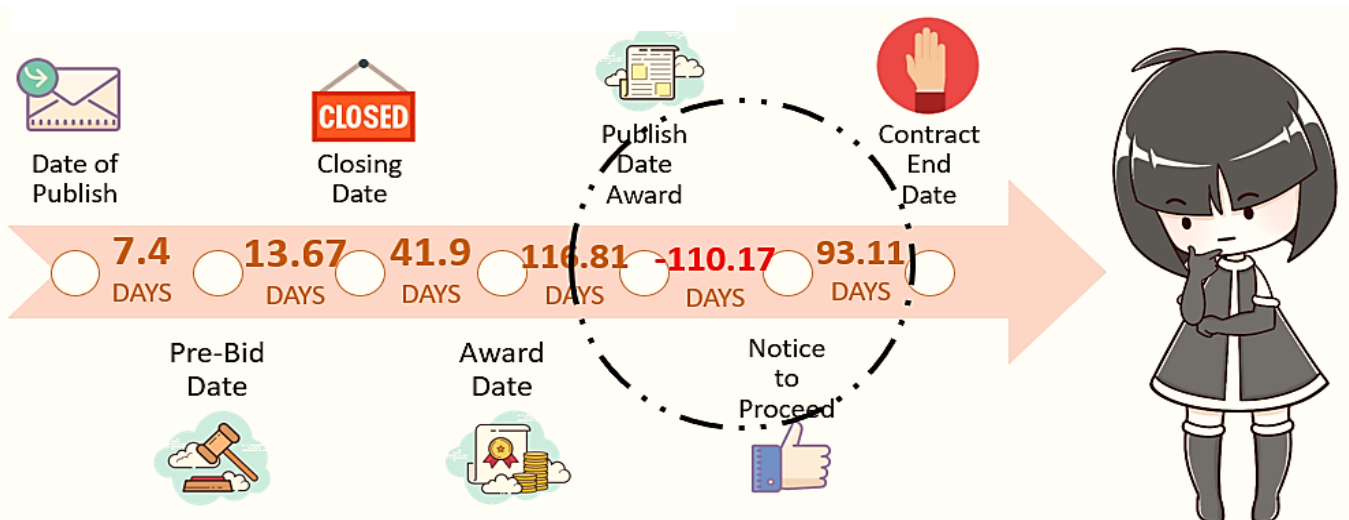 Date of
Publish
CLOSED
Closing
Date
Publish
Date
Award
Contract
End
Date
7.4
DAYS
13.67
DAYS
41.9
DAYS
116.81
DAYS
-110.17
DAYS
93.11
DAYS
Pre-Bid
Date
Award
Date
Notice
to
Proceed